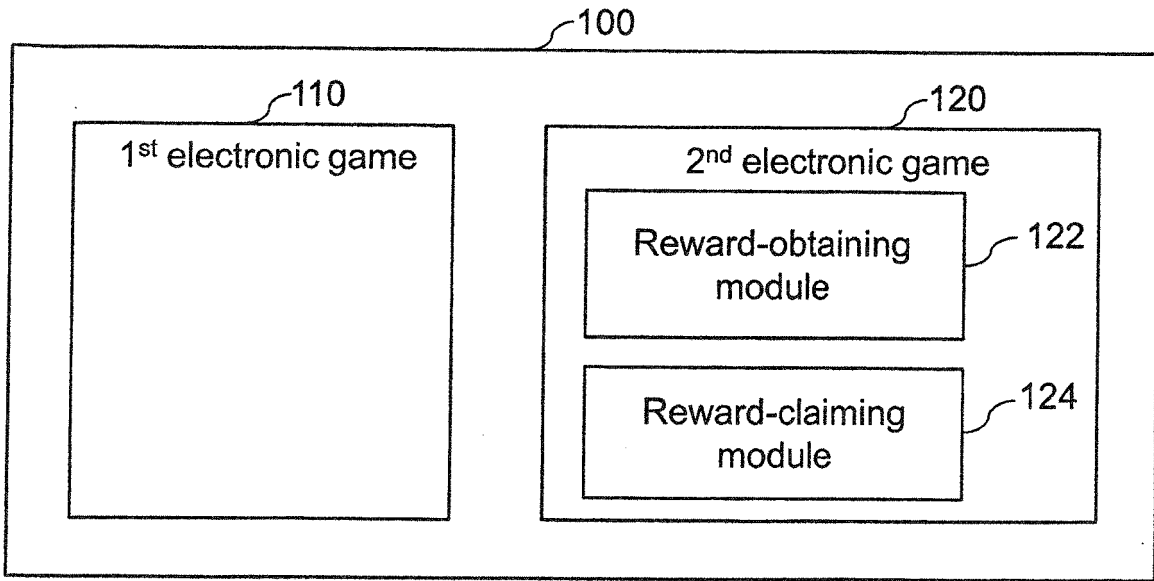 100
110
120
1st electronic game
2nd electronic game
Reward-obtaining
module
122
Reward-claiming
module
124